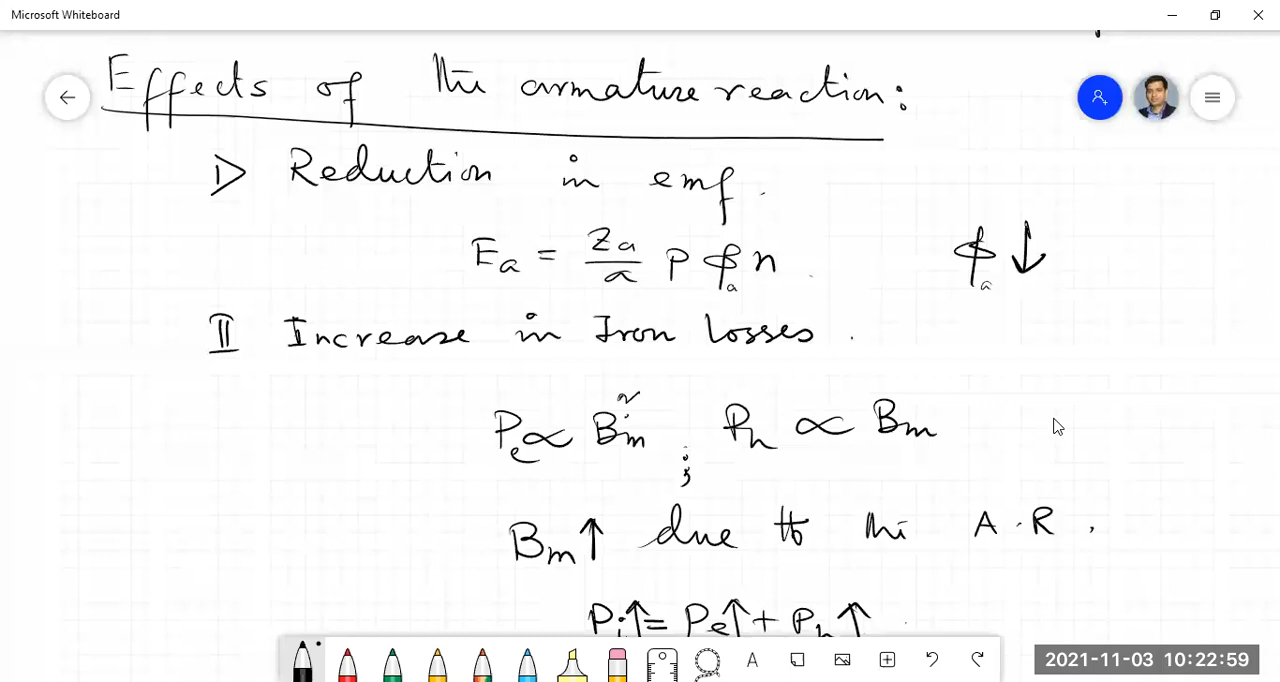 Microsoft Whiteboard
Effects of the armature reaction:
I> Reduction in emf.
Ea = Za/a p ϕa n   ϕa ↓
II Increase in Iron losses.
Pe ∝ Bm² ; Ph ∝ Bm
Bm ↑ due to the A.R.
Pi ↑ = Pe ↑ + Ph ↑
A
2021-11-03 10:22:59